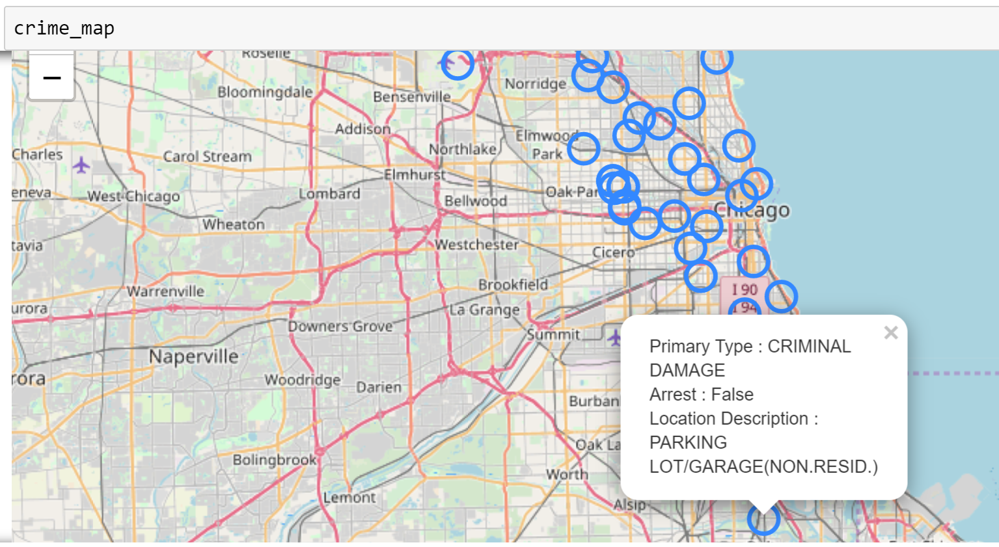 crime_map
−
Roselle
Norridge
Bloomingdale
Bensenville
Addison
Elmwood
Park
Northlake
Charles
Carol Stream
Elmhurst
eneva
West Chicago
Lombard
Oak Par
Bellwood
Chicago
Wheaton
tavia
Westchester
Cicero
Brookfield
Warrenville
I 90
I 94
urora
La Grange
Downers Grove
Summit
Naperville
rora
Woodridge
Darien
Burban
Oak La
Bolingbrook
Worth
Lemont
Alsip
×
Primary Type : CRIMINAL
DAMAGE
Arrest : False
Location Description :
PARKING
LOT/GARAGE(NON.RESID.)